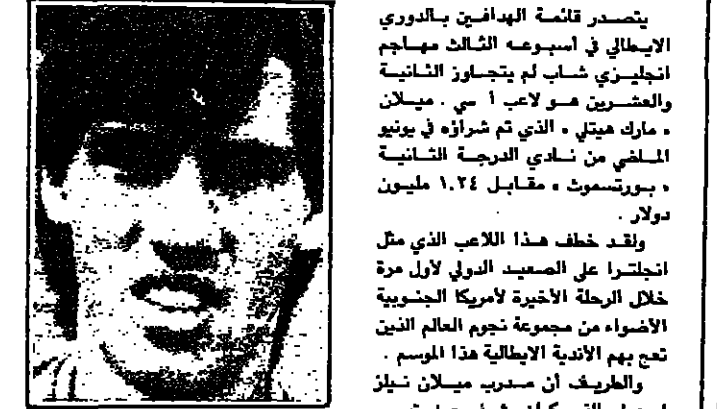 يتصدر قائمة الهدافين بالدوري
الايطالي في أسبوعه الثالث مهاجم
انجليزي شاب لم يتجاوز الثانية
والعشرين هو لاعب أ سي . ميلان
« مارك هيتلي » الذي تم شراؤه في يونيو
الماضي من نادي الدرجة الثانية
« بورتسموث » مقابل ١.٢٤ مليون
دولار .
ولقد خطف هذا اللاعب الذي مثل
انجلترا على الصعيد الدولي لأول مرة
خلال الرحلة الأخيرة لأمريكا الجنوبية
الأضواء من مجموعة نجوم العالم الذين
تعج بهم الأندية الايطالية هذا الموسم .
والطريف أن مدرب ميلان نيلز